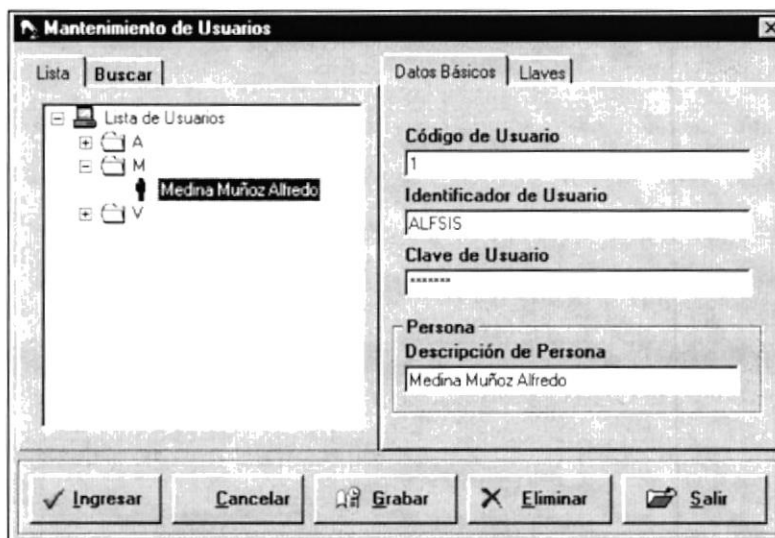 Mantenimiento de Usuarios
Lista Buscar
Lista de Usuarios
A
M
Medina Muñoz Alfredo
V
Datos Básicos Llaves
Código de Usuario
1
Identificador de Usuario
ALFSIS
Clave de Usuario
*******
Persona
Descripción de Persona
Medina Muñoz Alfredo
Ingresar Cancelar Grabar Eliminar Salir